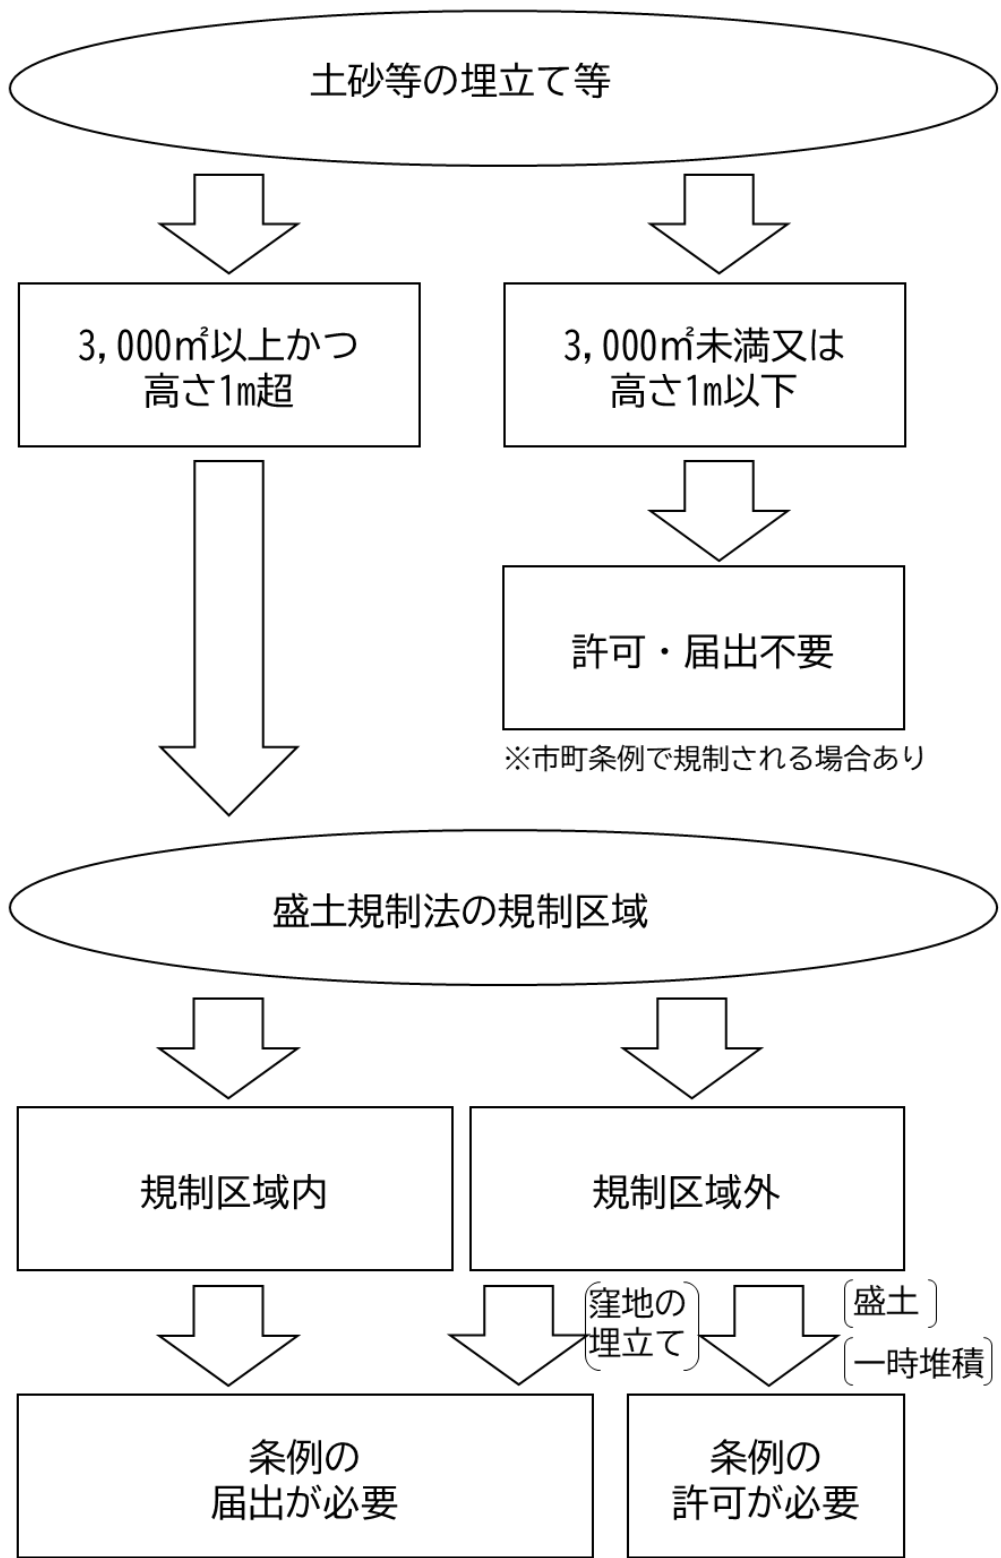 土砂等の埋立て等
3,000㎡以上かつ
高さ1m超
3,000㎡未満又は
高さ1m以下
許可・届出不要
※市町条例で規制される場合あり
盛土規制法の規制区域
規制区域内
規制区域外
窪地の
埋立て
盛土
一時堆積
条例の
届出が必要
条例の
許可が必要